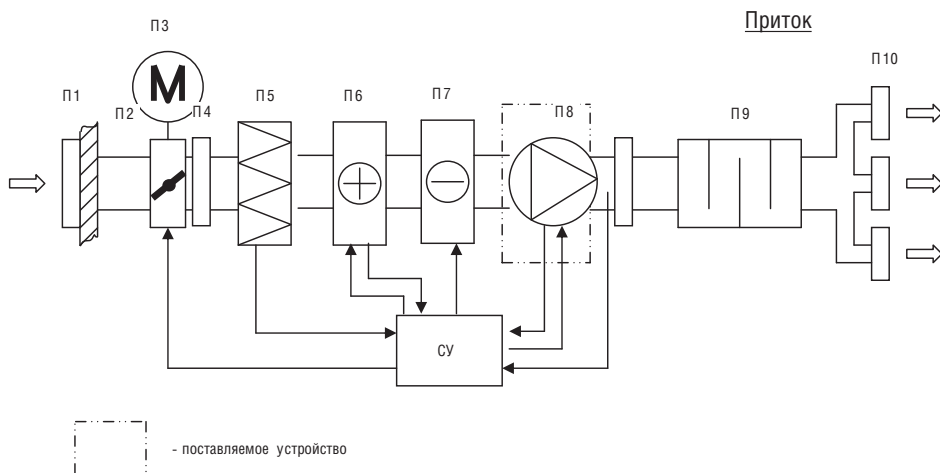 Приток
П3
П10
П1
П2
П4
П5
П6
П7
П8
П9
M
СУ
- поставляемое устройство